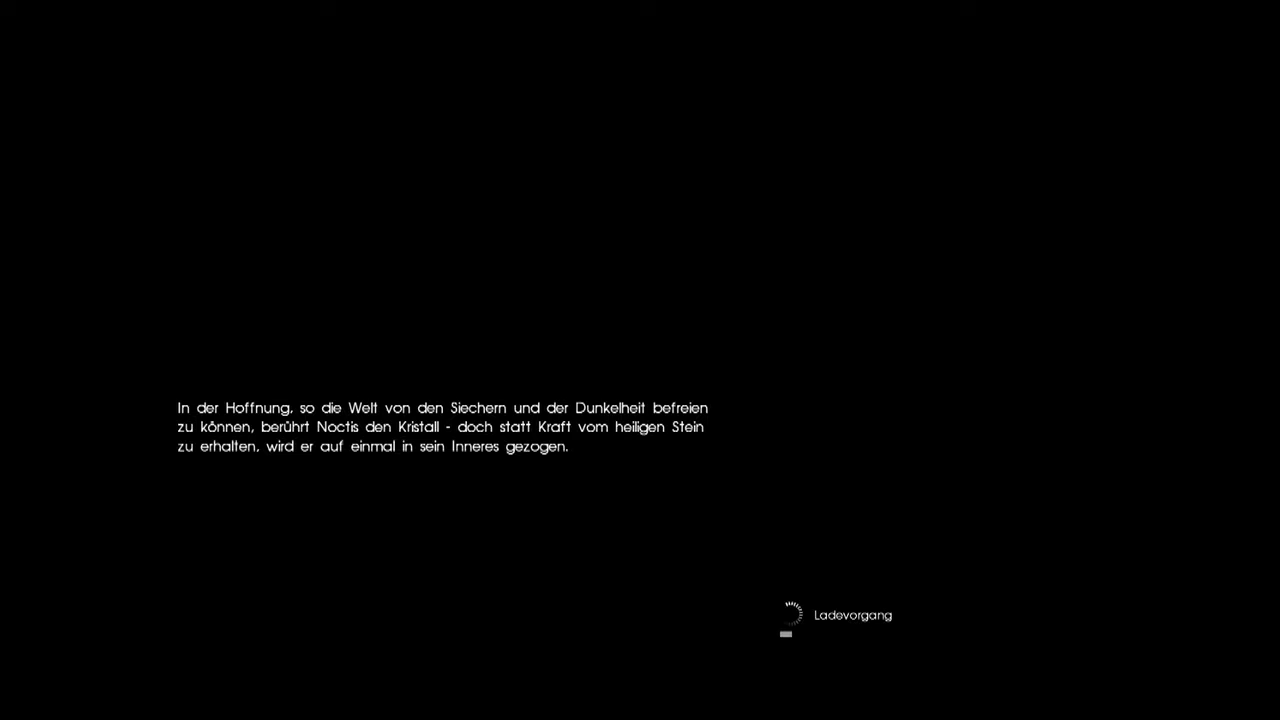 In der Hoffnung, so die Welt von den Siechern und der Dunkelheit befreien
zu können, berührt Noctis den Kristall - doch statt Kraft vom heiligen Stein
zu erhalten, wird er auf einmal in sein Inneres gezogen.
Ladevorgang